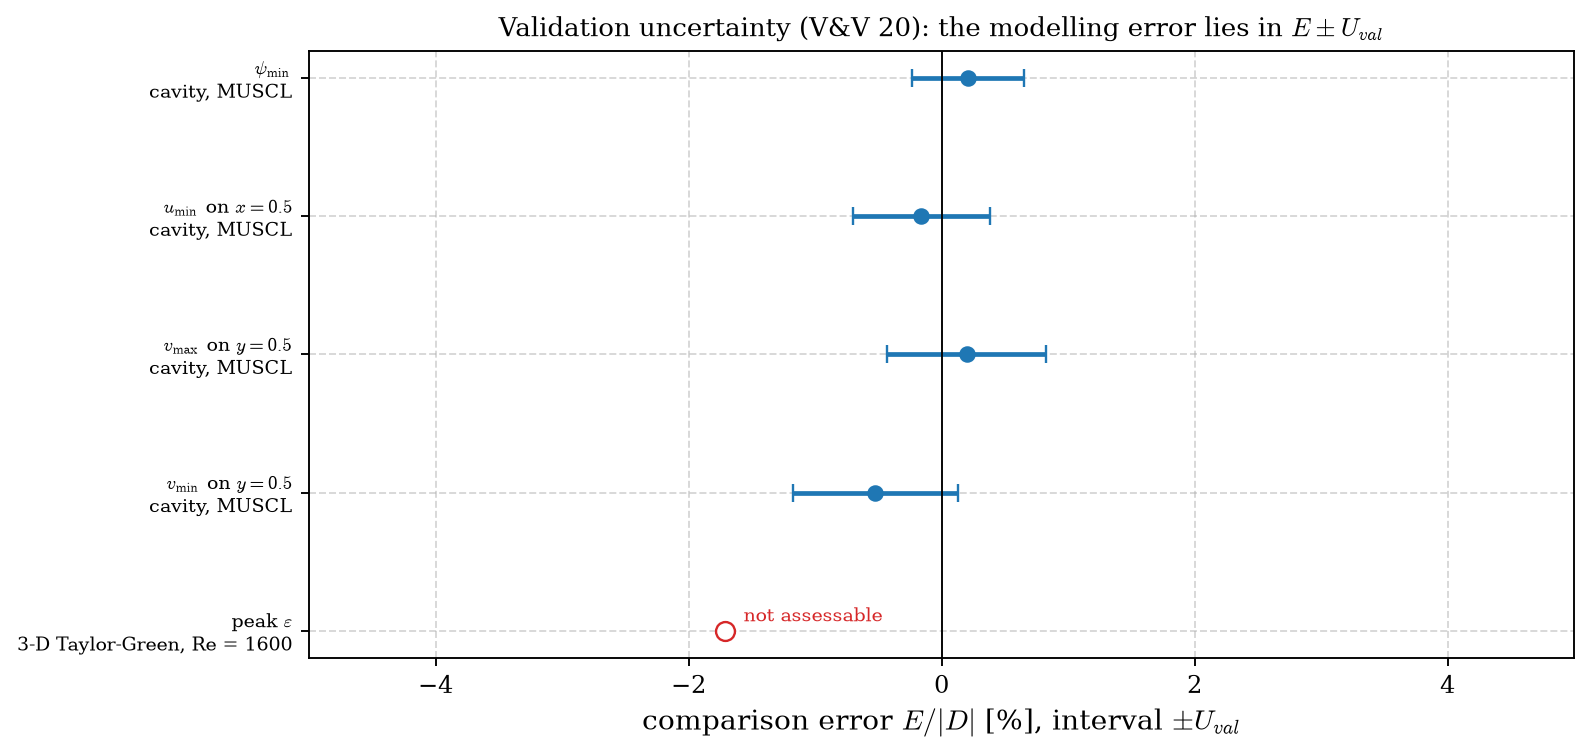 Validation uncertainty (V&V 20): the modelling error lies in E ± U_val
ψ_min
cavity, MUSCL
u_min on x = 0.5
cavity, MUSCL
v_max on y = 0.5
cavity, MUSCL
v_min on y = 0.5
cavity, MUSCL
peak ε
3-D Taylor-Green, Re = 1600
not assessable
−4 −2 0 2 4
comparison error E/|D| [%], interval ±U_val